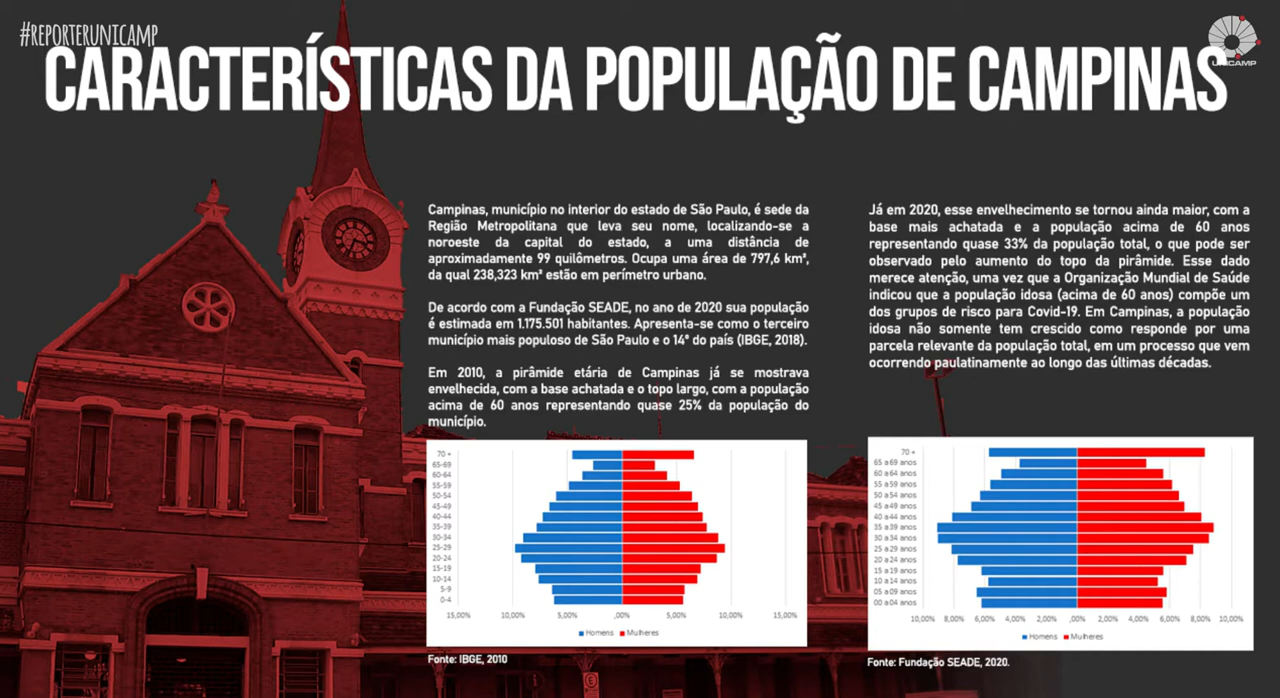 #REPORTERUNICAMP
UNICAMP
CARACTERÍSTICAS DA POPULAÇÃO DE CAMPINAS
Campinas, município no interior do estado de São Paulo, é sede da
Região Metropolitana que leva seu nome, localizando-se a
noroeste da capital do estado, a uma distância de
aproximadamente 99 quilômetros. Ocupa uma área de 797,6 km²,
da qual 238,323 km² estão em perímetro urbano.
De acordo com a Fundação SEADE, no ano de 2020 sua população
é estimada em 1.175.501 habitantes. Apresenta-se como o terceiro
município mais populoso de São Paulo e o 14º do país (IBGE, 2018).
Em 2010, a pirâmide etária de Campinas já se mostrava
envelhecida, com a base achatada e o topo largo, com a população
acima de 60 anos representando quase 25% da população do
município.
70 +
65-69
60-64
55-59
50-54
45-49
40-44
35-39
30-34
25-29
20-24
15-19
10-14
5-9
0-4
15,00% 10,00% 5,00% ,00% 5,00% 10,00% 15,00%
Homens Mulheres
Fonte: IBGE, 2010
Já em 2020, esse envelhecimento se tornou ainda maior, com a
base mais achatada e a população acima de 60 anos
representando quase 33% da população total, o que pode ser
observado pelo aumento do topo da pirâmide. Esse dado
merece atenção, uma vez que a Organização Mundial de Saúde
indicou que a população idosa (acima de 60 anos) compõe um
dos grupos de risco para Covid-19. Em Campinas, a população
idosa não somente tem crescido como responde por uma
parcela relevante da população total, em um processo que vem
ocorrendo paulatinamente ao longo das últimas décadas.
70 +
65 a 69 anos
60 a 64 anos
55 a 59 anos
50 a 54 anos
45 a 49 anos
40 a 44 anos
35 a 39 anos
30 a 34 anos
25 a 29 anos
20 a 24 anos
15 a 19 anos
10 a 14 anos
05 a 09 anos
00 a 04 anos
10,00% 8,00% 6,00% 4,00% 2,00% ,00% 2,00% 4,00% 6,00% 8,00% 10,00%
Homens Mulheres
Fonte: Fundação SEADE, 2020.